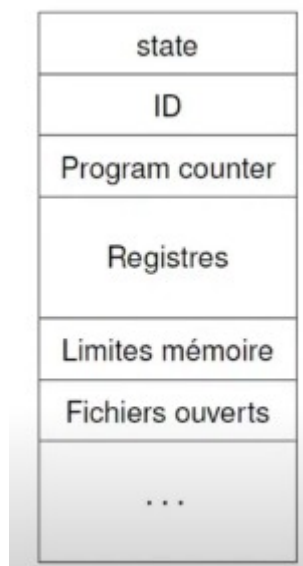 state
ID
Program counter
Registres
Limites mémoire
Fichiers ouverts
...